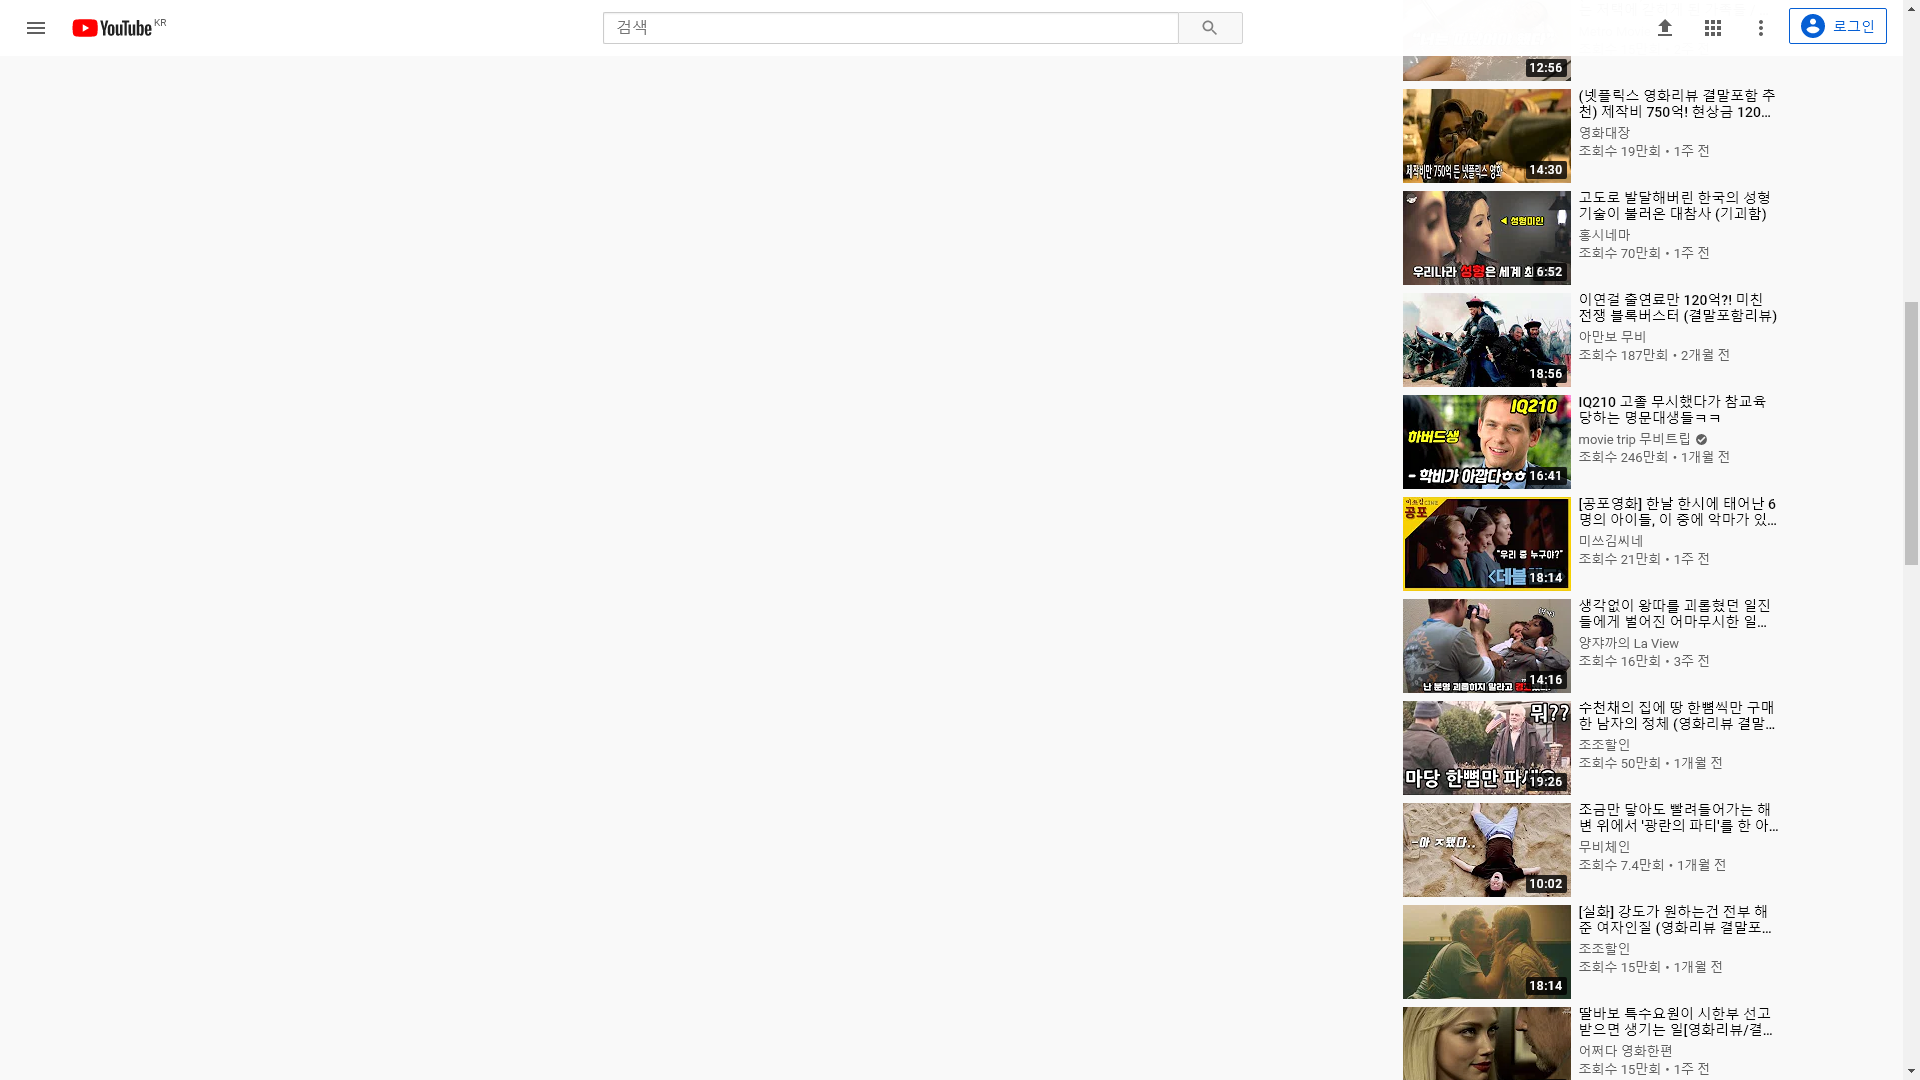 YouTube KR
검색
로그인
12:56
제작비만 750억 든 넷플릭스 영화
14:30
(넷플릭스 영화리뷰 결말포함 추
천) 제작비 750억! 현상금 120...
영화대장
조회수 19만회 • 1주 전
◀ 성형미인
우리나라 성형은 세계 최
6:52
고도로 발달해버린 한국의 성형
기술이 불러온 대참사 (기괴함)
홍시네마
조회수 70만회 • 1주 전
18:56
이연걸 출연료만 120억?! 미친
전쟁 블록버스터 (결말포함리뷰)
아만보 무비
조회수 187만회 • 2개월 전
IQ210
하버드생
- 학비가 아깝다ㅎㅎ
16:41
IQ210 고졸 무시했다가 참교육
당하는 명문대생들ㅋㅋ
movie trip 무비트립
조회수 246만회 • 1개월 전
공포
"우리 중 누구야?"
<데블
18:14
[공포영화] 한날 한시에 태어난 6
명의 아이들, 이 중에 악마가 있...
미쓰김씨네
조회수 21만회 • 1주 전
난 분명 괴롭히지 말라고
14:16
생각없이 왕따를 괴롭혔던 일진
들에게 벌어진 어마무시한 일...
양쟈까의 La View
조회수 16만회 • 3주 전
뭐??
마당 한뼘만 파세요
19:26
수천채의 집에 땅 한뼘씩만 구매
한 남자의 정체 (영화리뷰 결말...
조조할인
조회수 50만회 • 1개월 전
-아 ㅈ됐다..
10:02
조금만 닿아도 빨려들어가는 해
변 위에서 '광란의 파티'를 한 아...
무비체인
조회수 7.4만회 • 1개월 전
18:14
[실화] 강도가 원하는건 전부 해
준 여자인질 (영화리뷰 결말포...
조조할인
조회수 15만회 • 1개월 전
딸바보 특수요원이 시한부 선고
받으면 생기는 일[영화리뷰/결...
어쩌다 영화한편
조회수 15만회 • 1주 전